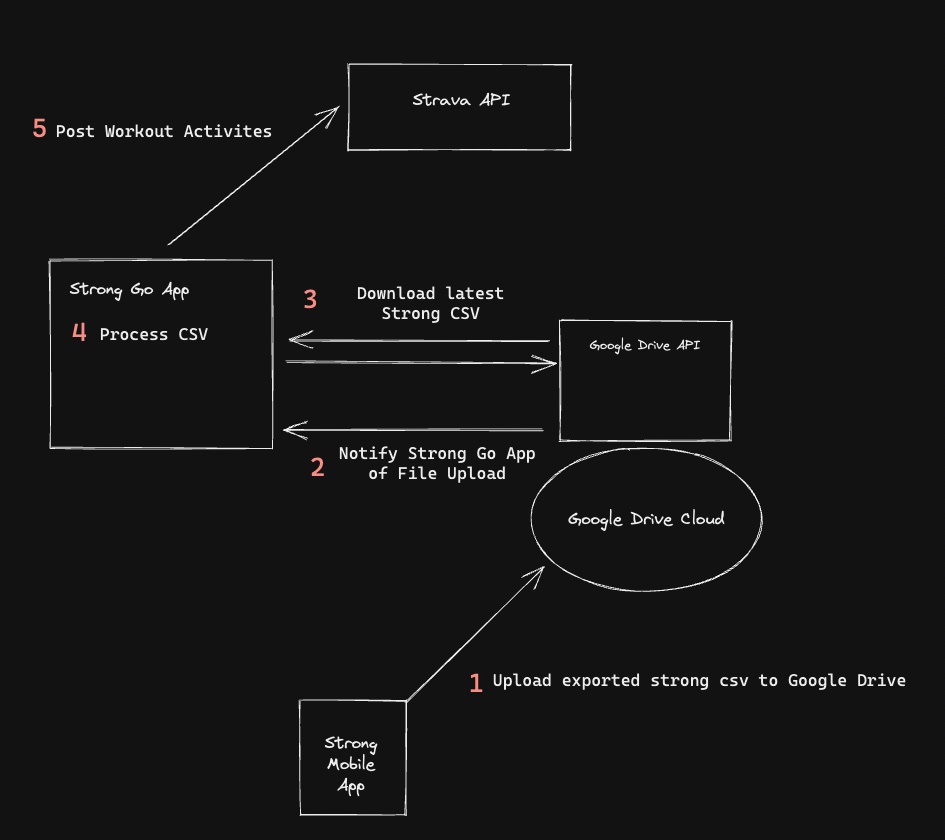 Strava API
5 Post Workout Activites
Strong Go App
4 Process CSV
3 Download latest
Strong CSV
Google Drive API
2 Notify Strong Go App
of File Upload
Google Drive Cloud
1 Upload exported strong csv to Google Drive
Strong
Mobile
App